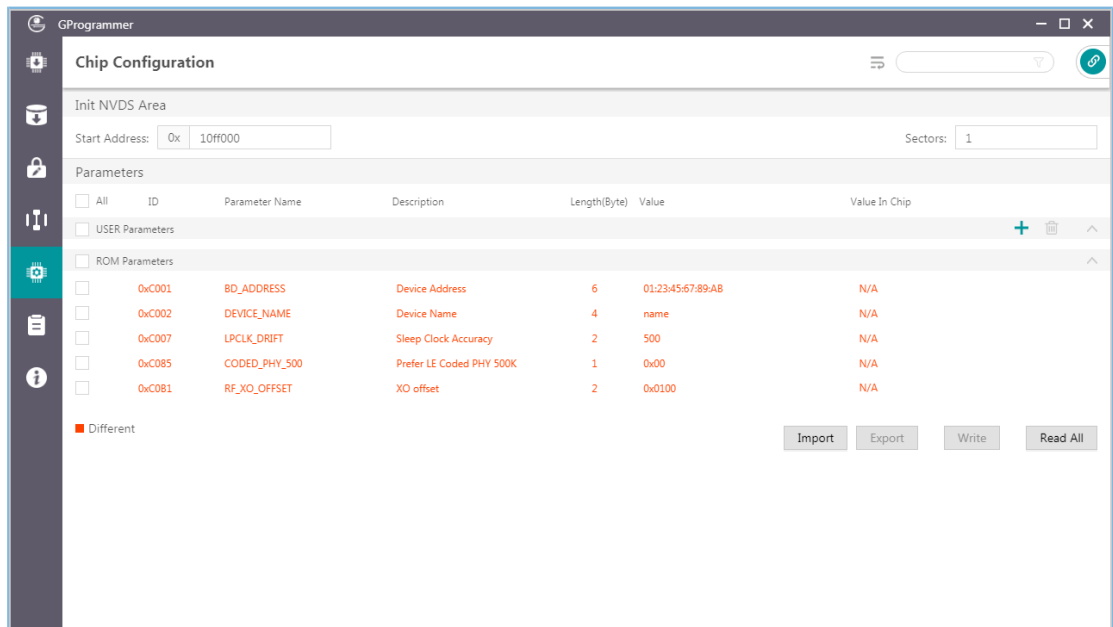 GProgrammer
Chip Configuration
Init NVDS Area
Start Address: 0x 10ff000 Sectors: 1
Parameters
All ID Parameter Name Description Length(Byte) Value Value In Chip
USER Parameters
ROM Parameters
0xC001 BD_ADDRESS Device Address 6 01:23:45:67:89:AB N/A
0xC002 DEVICE_NAME Device Name 4 name N/A
0xC007 LPCLK_DRIFT Sleep Clock Accuracy 2 500 N/A
0xC085 CODED_PHY_500 Prefer LE Coded PHY 500K 1 0x00 N/A
0xC0B1 RF_XO_OFFSET XO offset 2 0x0100 N/A
Different
Import Export Write Read All